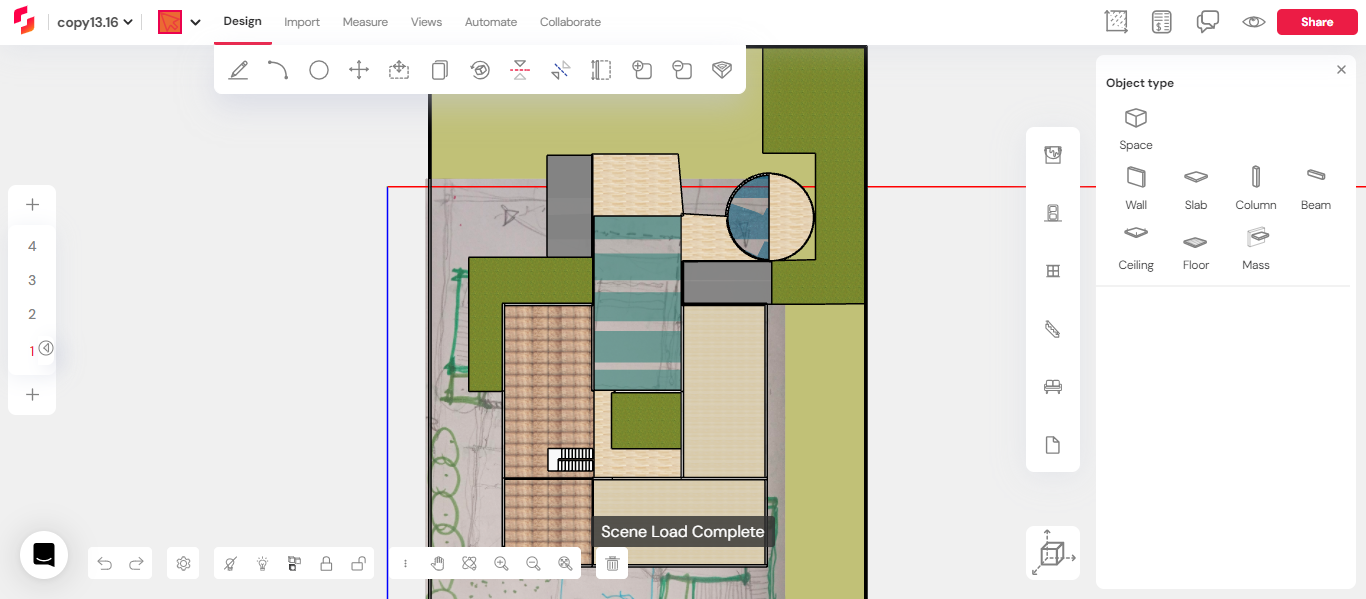 copy13.16
Design
Import
Measure
Views
Automate
Collaborate
Share
Object type
Space
Wall
Slab
Column
Beam
Ceiling
Floor
Mass
4
3
2
1
Scene Load Complete